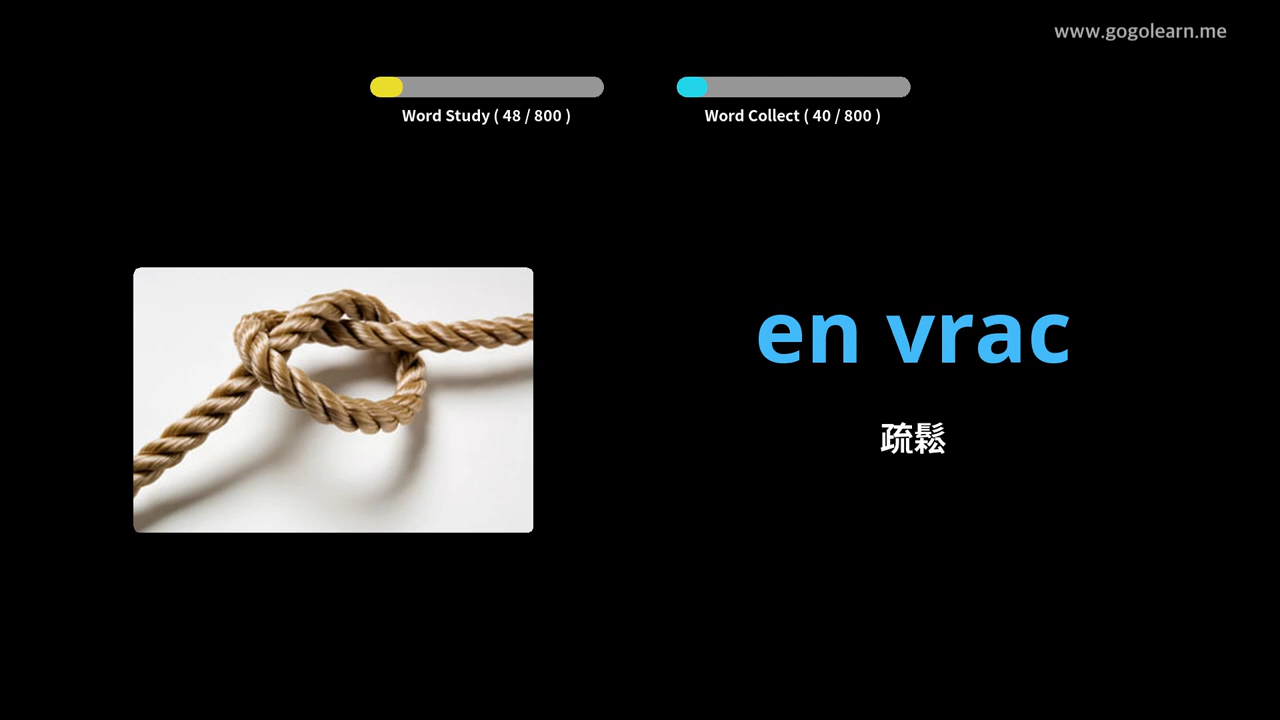 www.gogolearn.me
Word Study ( 48 / 800 )
Word Collect ( 40 / 800 )
en vrac
疏鬆